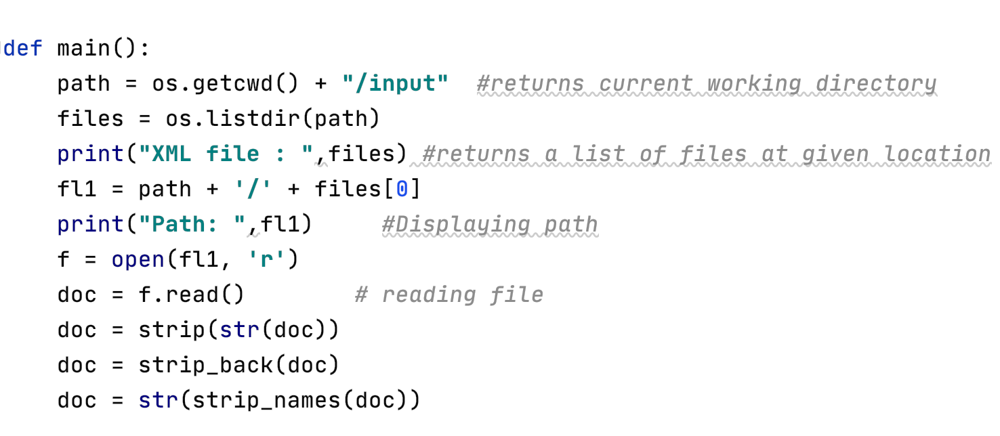 def main():
    path = os.getcwd() + "/input"  #returns current working directory
    files = os.listdir(path)
    print("XML file : ",files) #returns a list of files at given location
    fl1 = path + '/' + files[0]
    print("Path: ",fl1)     #Displaying path
    f = open(fl1, 'r')
    doc = f.read()        # reading file
    doc = strip(str(doc))
    doc = strip_back(doc)
    doc = str(strip_names(doc))